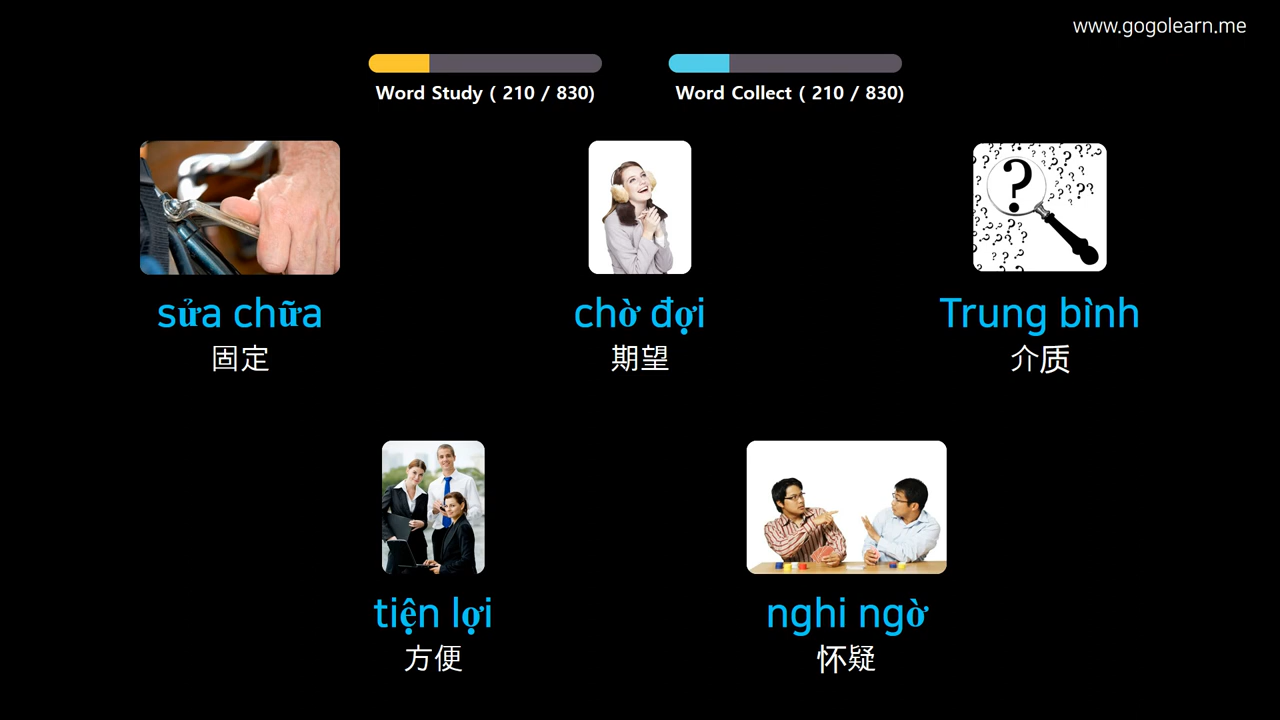 www.gogolearn.me
Word Study ( 210 / 830)
Word Collect ( 210 / 830)
sửa chữa
固定
chờ đợi
期望
Trung bình
介质
tiện lợi
方便
nghi ngờ
怀疑